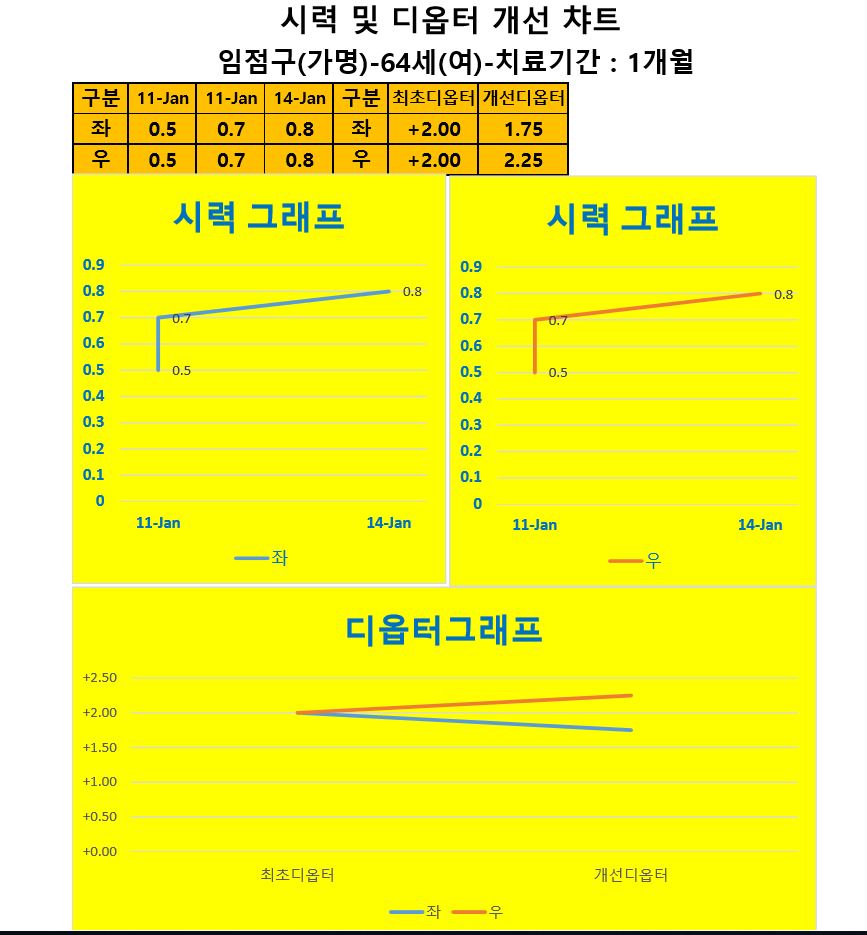 시력 및 디옵터 개선 챠트
임점구(가명)-64세(여)-치료기간 : 1개월
구분 11-Jan 11-Jan 14-Jan 구분 최초디옵터 개선디옵터
좌 0.5 0.7 0.8 좌 +2.00 1.75
우 0.5 0.7 0.8 우 +2.00 2.25
시력 그래프
0.9
0.8
0.7
0.6
0.5
0.4
0.3
0.2
0.1
0
0.8
0.7
0.5
11-Jan 14-Jan
좌
시력 그래프
0.9
0.8
0.7
0.6
0.5
0.4
0.3
0.2
0.1
0
0.8
0.7
0.5
11-Jan 14-Jan
우
디옵터그래프
+2.50
+2.00
+1.50
+1.00
+0.50
+0.00
최초디옵터 개선디옵터
좌 우